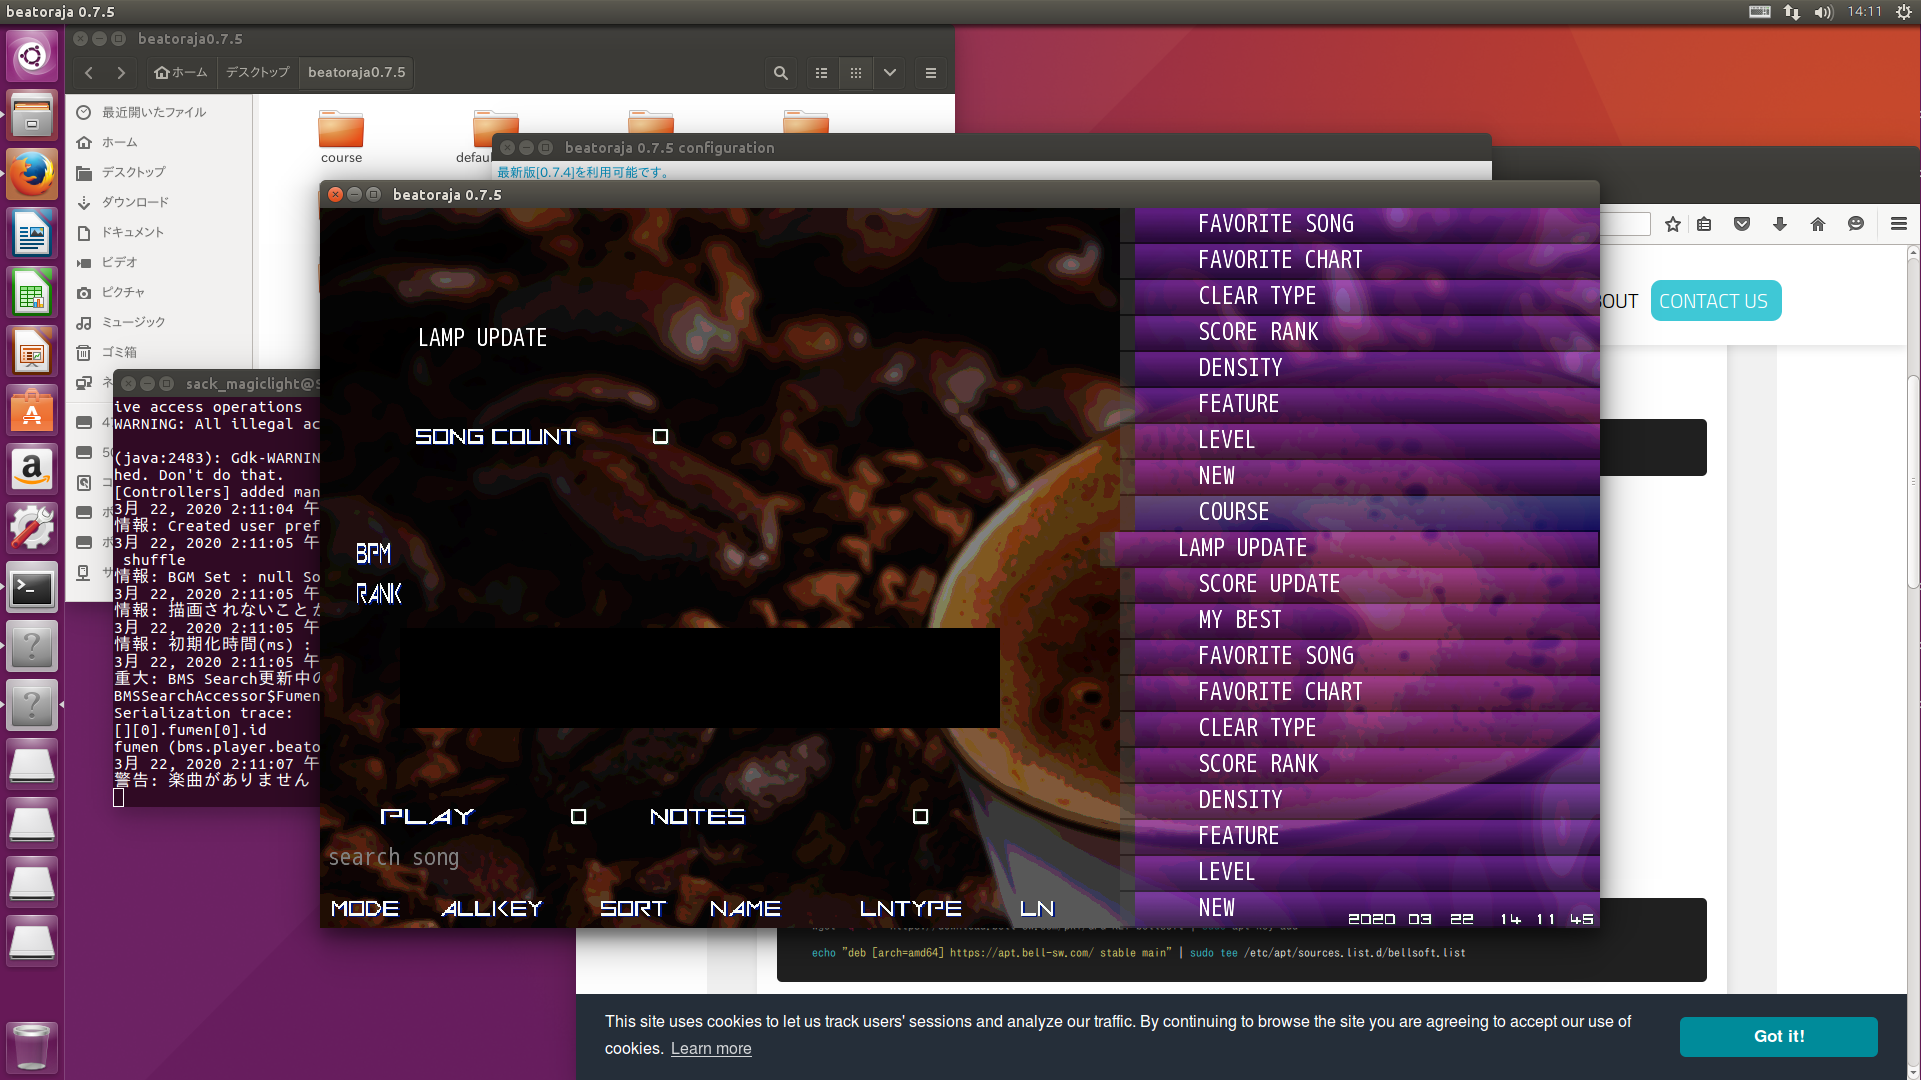 beatoraja 0.7.5
14:11
beatoraja0.7.5
ホーム
デスクトップ
beatoraja0.7.5
最近開いたファイル
ホーム
デスクトップ
ダウンロード
ドキュメント
ビデオ
ピクチャ
ミュージック
ゴミ箱
course
beatoraja 0.7.5 configuration
最新版[0.7.4]を利用可能です。
beatoraja 0.7.5
LAMP UPDATE
SONG COUNT 0
BPM
RANK
PLAY 0 NOTES 0
search song
MODE ALLKEY SORT NAME LNTYPE LN
FAVORITE SONG
FAVORITE CHART
CLEAR TYPE
SCORE RANK
DENSITY
FEATURE
LEVEL
NEW
COURSE
LAMP UPDATE
SCORE UPDATE
MY BEST
FAVORITE SONG
FAVORITE CHART
CLEAR TYPE
SCORE RANK
DENSITY
FEATURE
LEVEL
NEW
2020 03 22 14 11 45
sack_magiclight@
ive access operations
WARNING: All illegal ac
(java:2483): Gdk-WARNIN
hed. Don't do that.
[Controllers] added man
3月 22, 2020 2:11:04 午
情報: Created user pref
3月 22, 2020 2:11:05 午
shuffle
情報: BGM Set : null So
3月 22, 2020 2:11:05 午
情報: 描画されないことが
3月 22, 2020 2:11:05 午
情報: 初期化時間(ms) :
3月 22, 2020 2:11:05 午
重大: BMS Search更新中の
BMSSearchAccessor$Fumen
Serialization trace:
[][0].fumen[0].id
fumen (bms.player.beato
3月 22, 2020 2:11:07 午
警告: 楽曲がありません
CONTACT US
echo "deb [arch=amd64] https://apt.bell-sw.com/ stable main" | sudo tee /etc/apt/sources.list.d/bellsoft.list
This site uses cookies to let us track users' sessions and analyze our traffic. By continuing to browse the site you are agreeing to accept our use of
cookies. Learn more
Got it!